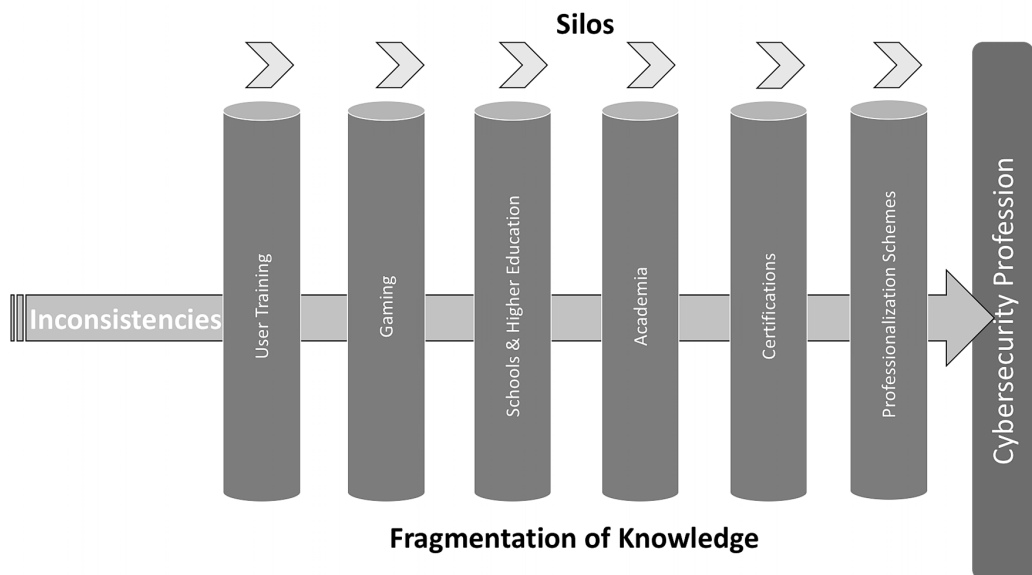 Silos
Inconsistencies
User Training
Gaming
Schools & Higher Education
Academia
Certifications
Professionalization Schemes
Cybersecurity Profession
Fragmentation of Knowledge